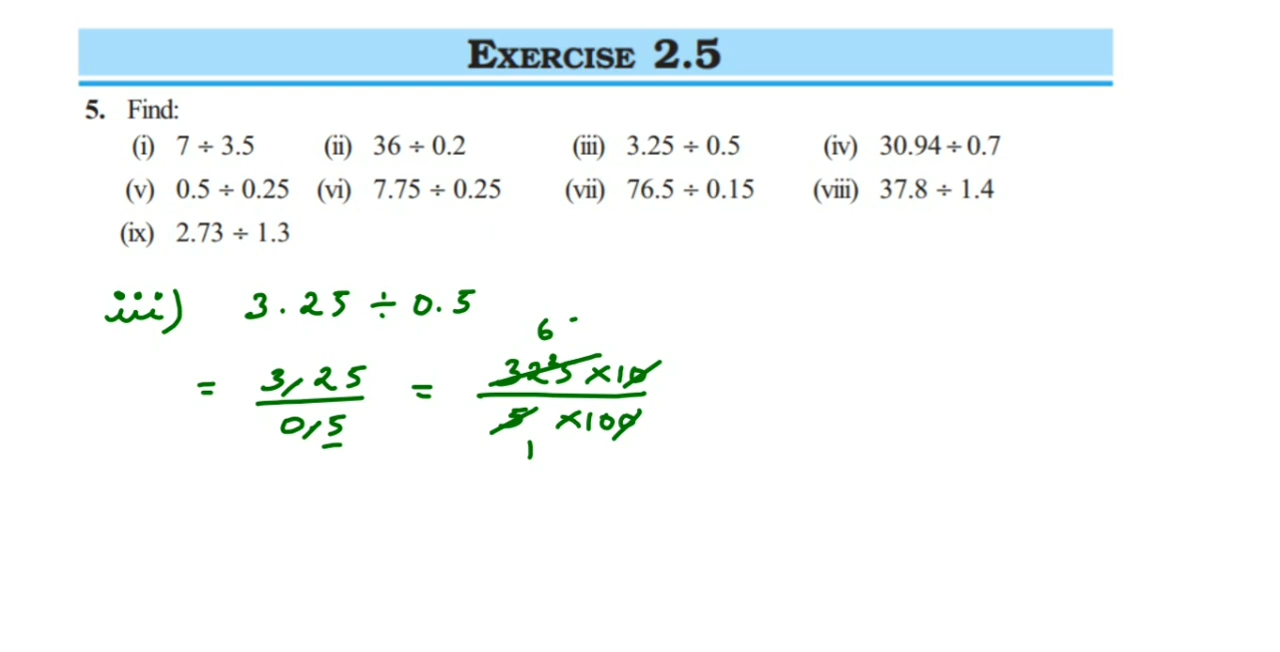 EXERCISE 2.5
5. Find:
(i) 7 ÷ 3.5 (ii) 36 ÷ 0.2 (iii) 3.25 ÷ 0.5 (iv) 30.94 ÷ 0.7
(v) 0.5 ÷ 0.25 (vi) 7.75 ÷ 0.25 (vii) 76.5 ÷ 0.15 (viii) 37.8 ÷ 1.4
(ix) 2.73 ÷ 1.3
iii) 3.25 ÷ 0.5
6
= 3.25 = 325 × 10
0.5 5 × 100
1